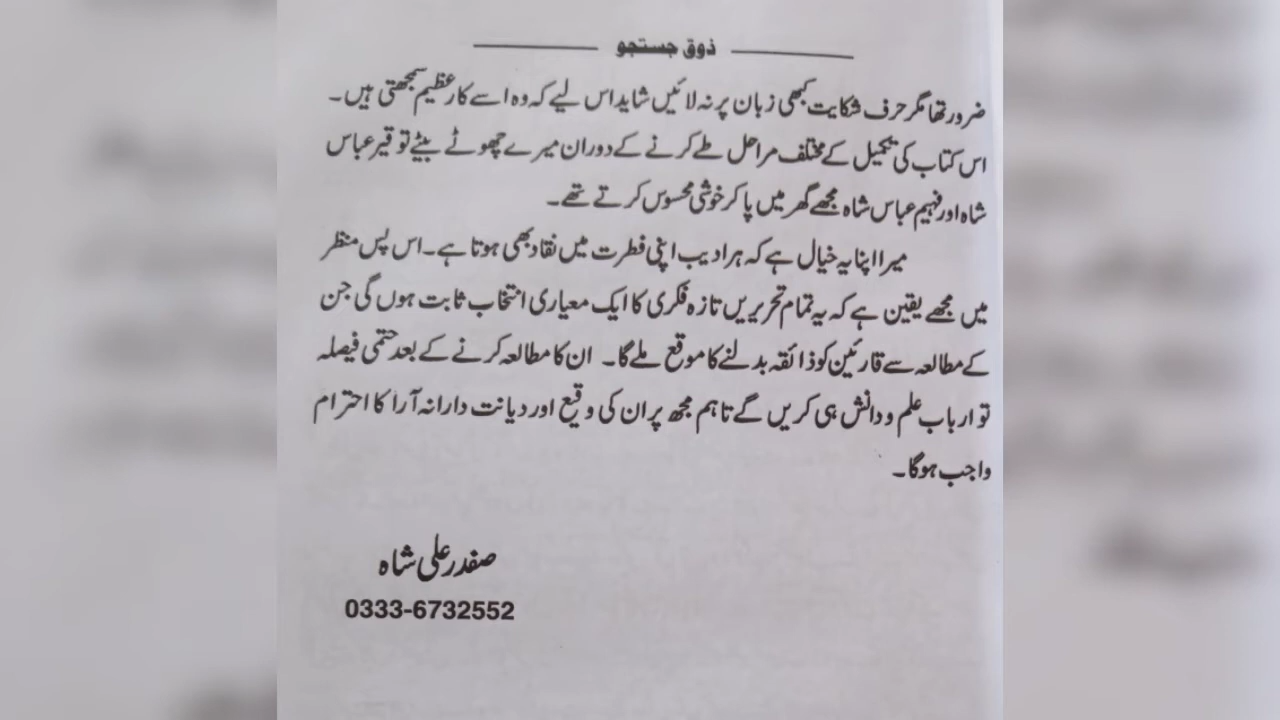 ذوق جستجو
ضرور تھا مگر حرف شکایت کبھی زبان پر نہ لائیں شاید اس لیے کہ وہ اسے کار عظیم سمجھتی ہیں۔
اس کتاب کی تکمیل کے مختلف مراحل طے کرنے کے دوران میرے چھوٹے بیٹے توقیر عباس
شاہ اور فہیم عباس شاہ مجھے گھر میں پا کر خوشی محسوس کرتے تھے۔
میرا اپنا یہ خیال ہے کہ ہر ادیب اپنی فطرت میں نقاد بھی ہوتا ہے۔ اس پس منظر
میں مجھے یقین ہے کہ یہ تمام تحریریں تازہ فکری کا ایک معیاری انتخاب ثابت ہوں گی جن
کے مطالعہ سے قارئین کو ذائقہ بدلنے کا موقع ملے گا۔ ان کا مطالعہ کرنے کے بعد حتمی فیصلہ
تو ارباب علم و دانش ہی کریں گے تاہم مجھ پر ان کی وقیع اور دیانت دارانہ آرا کا احترام
واجب ہوگا۔
صفدر علی شاہ
0333-6732552